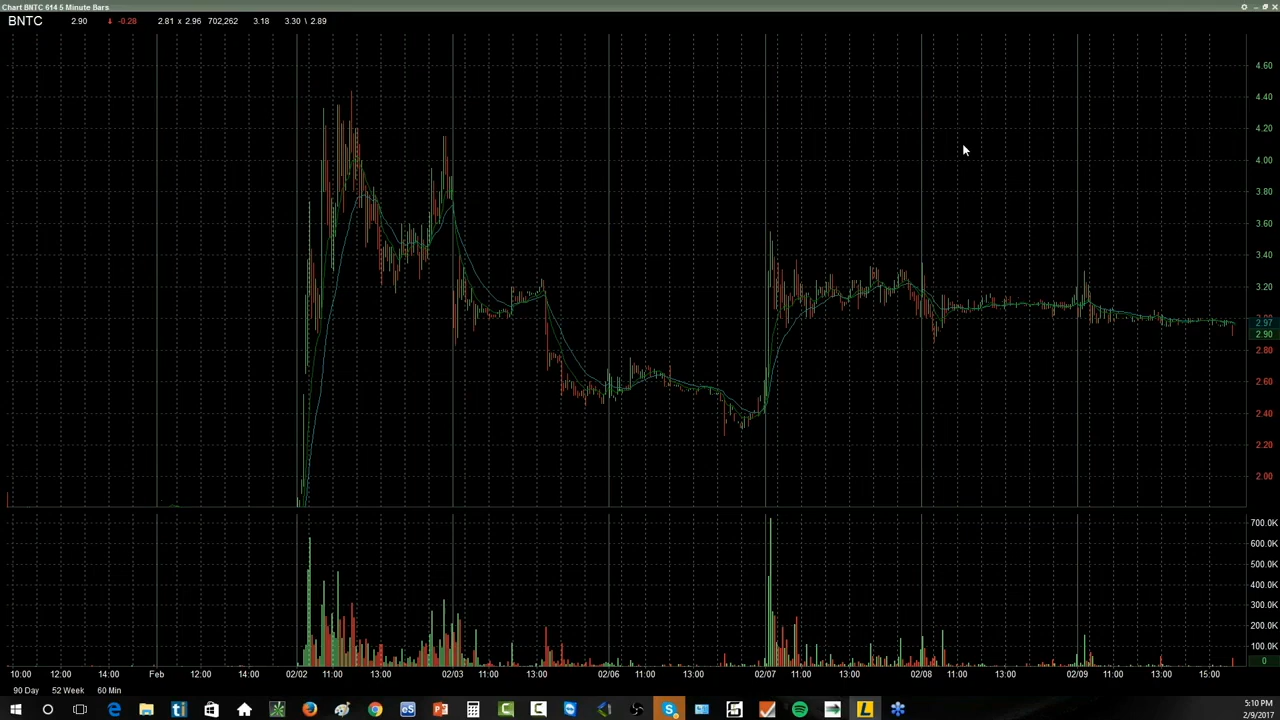 Chart BNTC 614 5 Minute Bars
BNTC 2.90 -0.28 2.81 x 2.96 702,262 3.18 3.30 \ 2.89
4.60
4.40
4.20
4.00
3.80
3.60
3.40
3.20
2.97
2.90
2.80
2.60
2.40
2.20
2.00
700.0K
600.0K
500.0K
400.0K
300.0K
200.0K
100.0K
0
10:00 12:00 14:00 Feb 12:00 14:00 02/02 11:00 13:00 02/03 11:00 13:00 02/06 11:00 13:00 02/07 11:00 13:00 02/08 11:00 13:00 02/09 11:00 13:00 15:00
90 Day 52 Week 60 Min
5:10 PM
2/9/2017